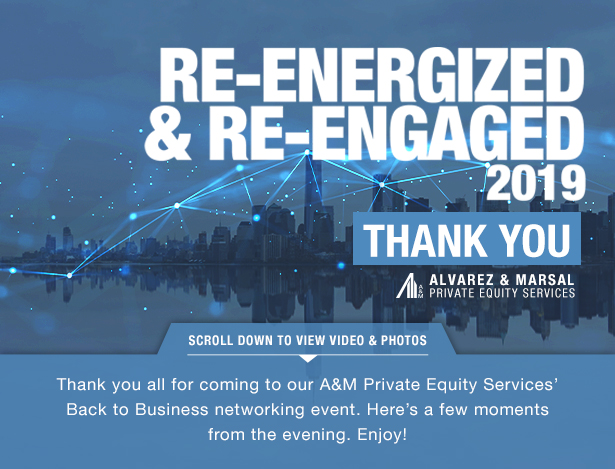 RE-ENERGIZED
& RE-ENGAGED
2019
THANK YOU
A&M
ALVAREZ & MARSAL
PRIVATE EQUITY SERVICES
SCROLL DOWN TO VIEW VIDEO & PHOTOS
Thank you all for coming to our A&M Private Equity Services’
Back to Business networking event. Here’s a few moments
from the evening. Enjoy!